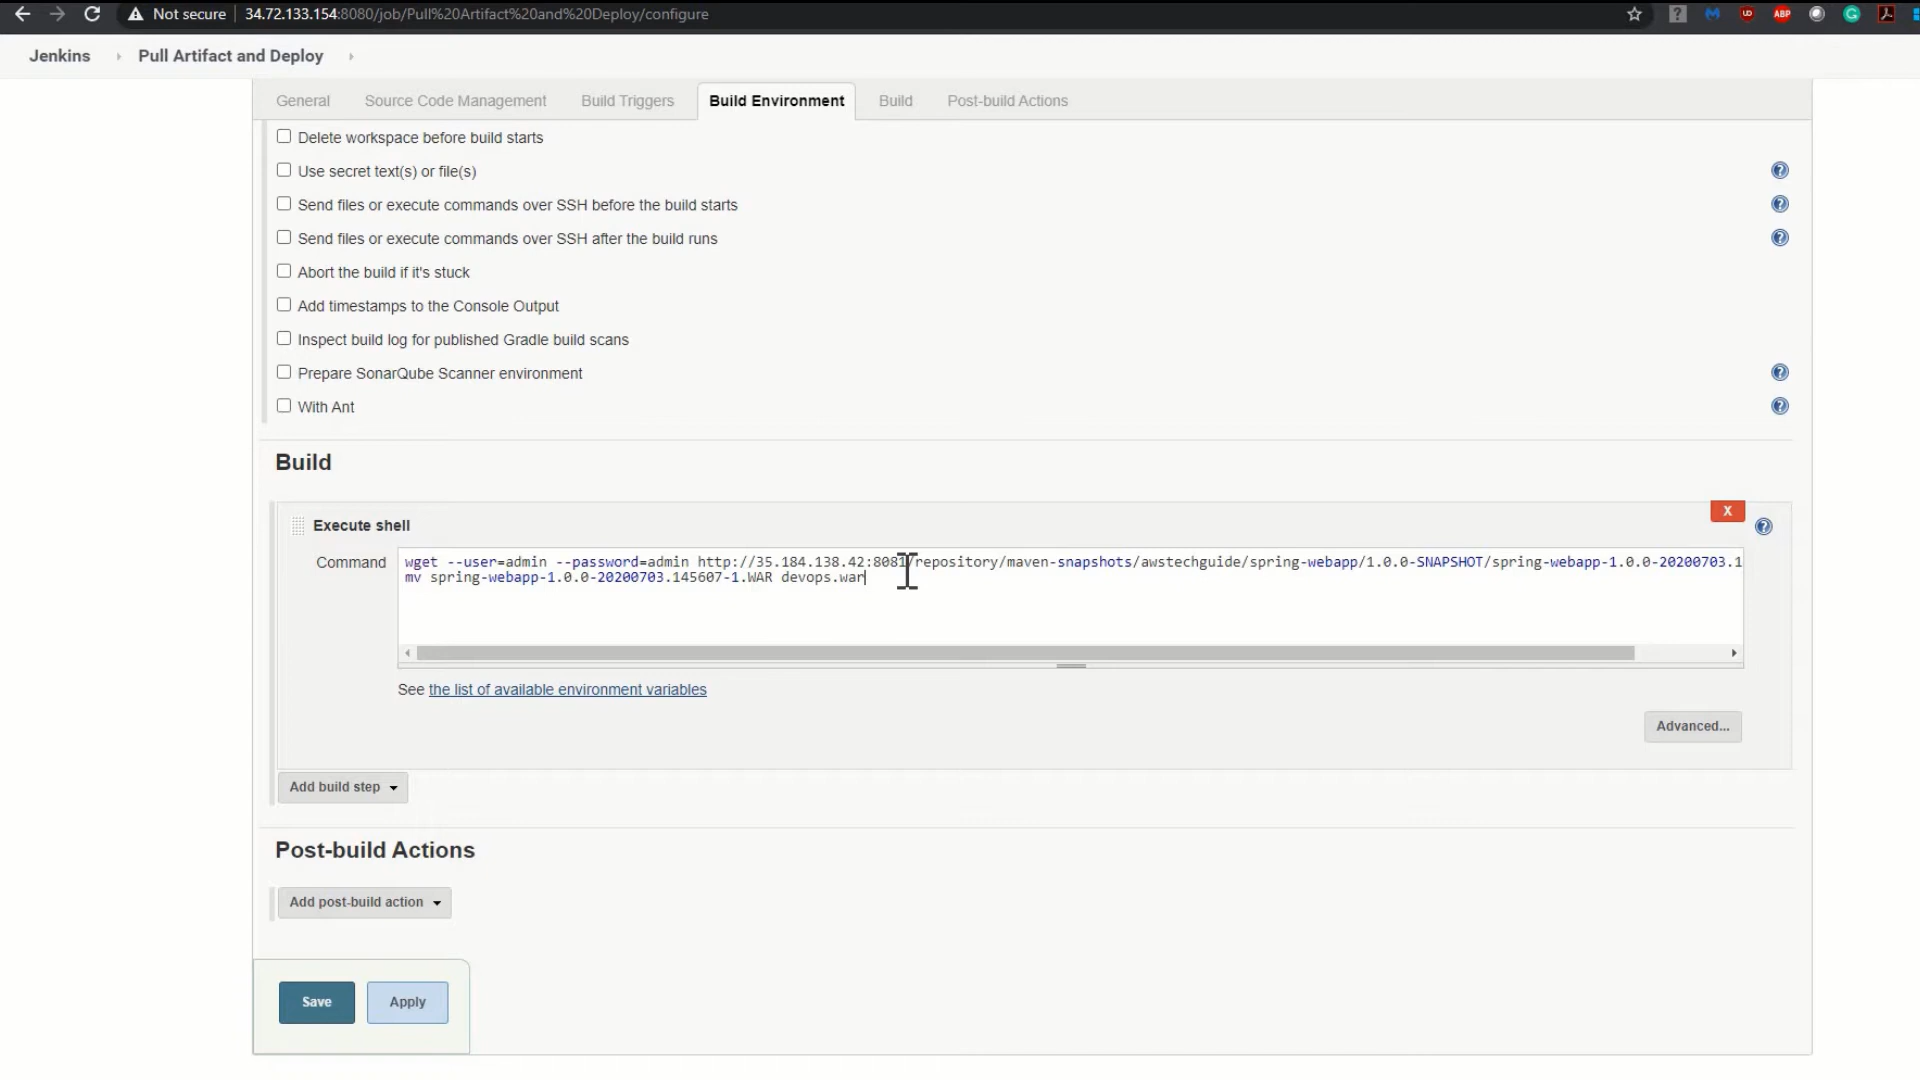 Not secure 34.72.133.154:8080/job/Pull%20Artifact%20and%20Deploy/configure
Jenkins Pull Artifact and Deploy
General Source Code Management Build Triggers Build Environment Build Post-build Actions
Delete workspace before build starts
Use secret text(s) or file(s)
Send files or execute commands over SSH before the build starts
Send files or execute commands over SSH after the build runs
Abort the build if it's stuck
Add timestamps to the Console Output
Inspect build log for published Gradle build scans
Prepare SonarQube Scanner environment
With Ant
Build
X
Execute shell
Command
wget --user=admin --password=admin http://35.184.138.42:8081/repository/maven-snapshots/awstechguide/spring-webapp/1.0.0-SNAPSHOT/spring-webapp-1.0.0-20200703.1
mv spring-webapp-1.0.0-20200703.145607-1.WAR devops.war
See the list of available environment variables
Advanced...
Add build step
Post-build Actions
Add post-build action
Save Apply